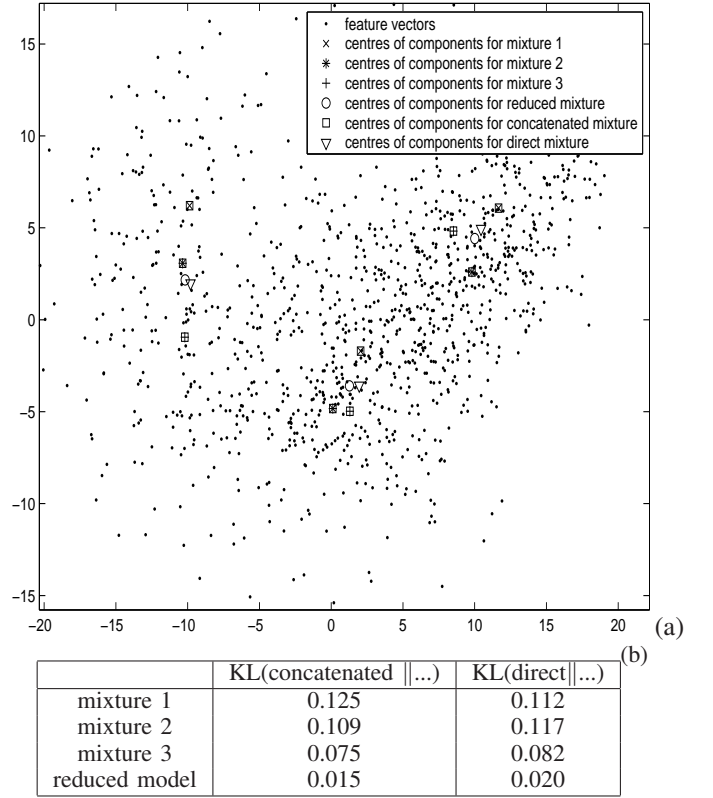 15
10
5
0
−5
−10
−15
−20 −15 −10 −5 0 5 10 15 20
feature vectors
centres of components for mixture 1
centres of components for mixture 2
centres of components for mixture 3
centres of components for reduced mixture
centres of components for concatenated mixture
centres of components for direct mixture
(a)
(b)
KL(concatenated ||...) KL(direct||...)
mixture 1 0.125 0.112
mixture 2 0.109 0.117
mixture 3 0.075 0.082
reduced model 0.015 0.020